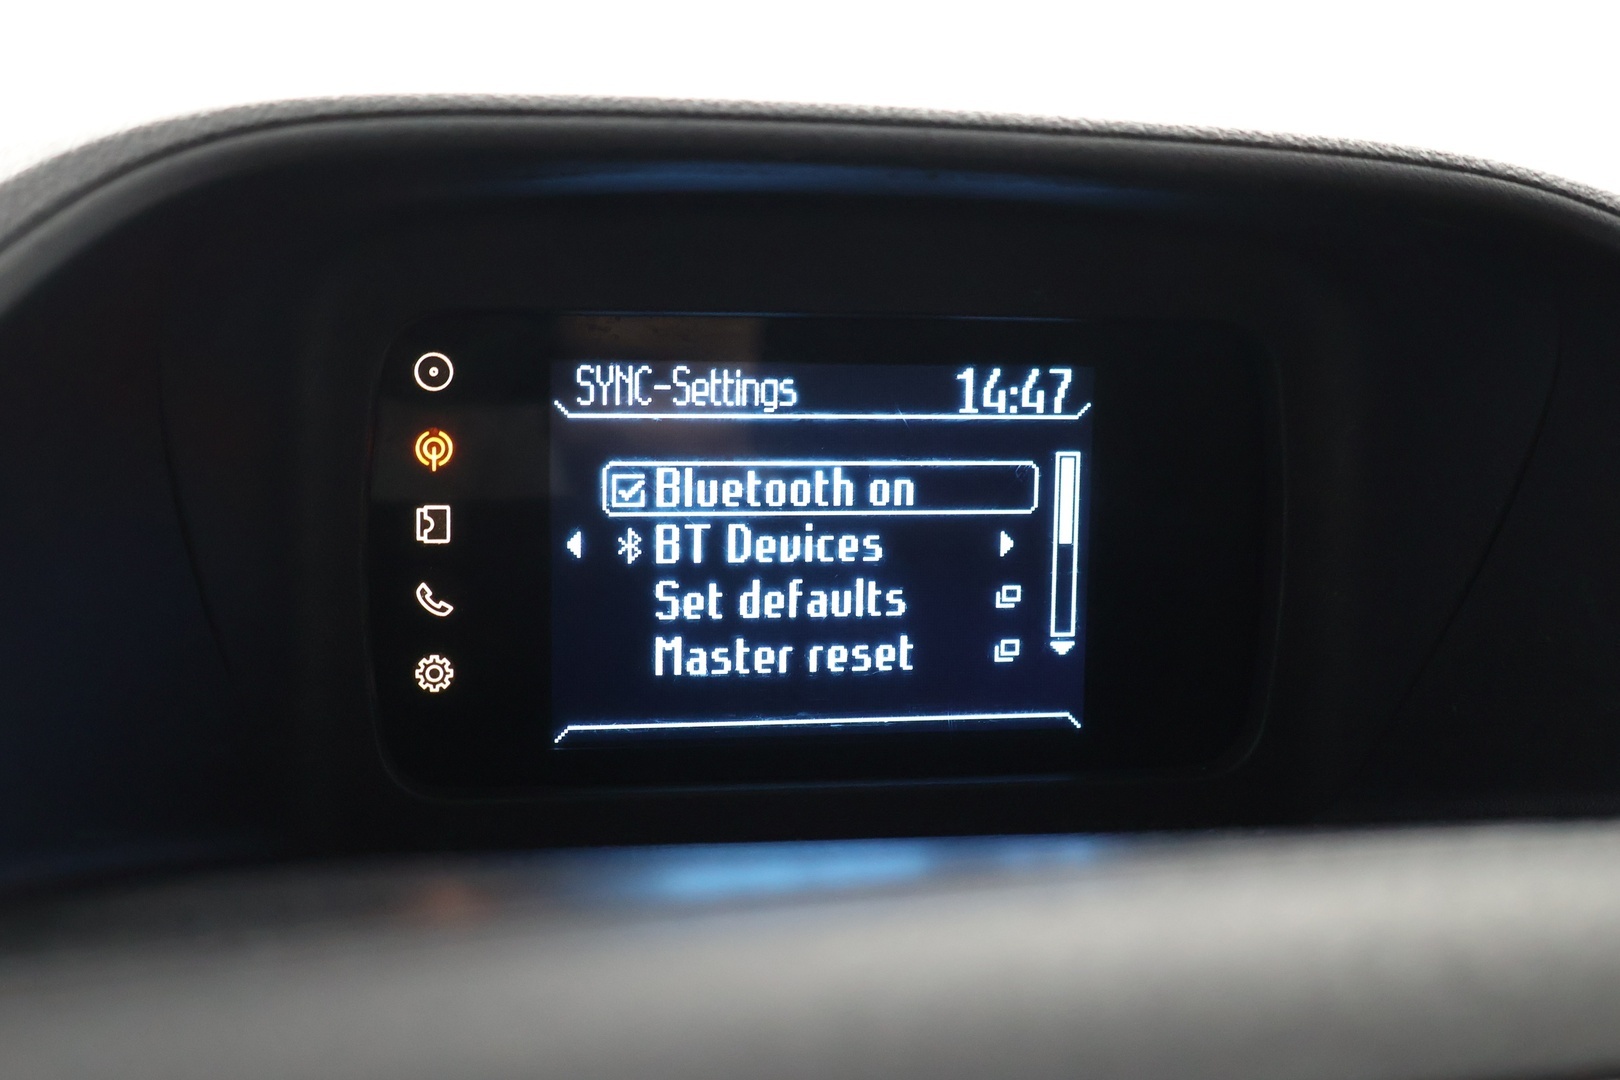 SYNC-Settings 14:47
Bluetooth on
BT Devices
Set defaults
Master reset